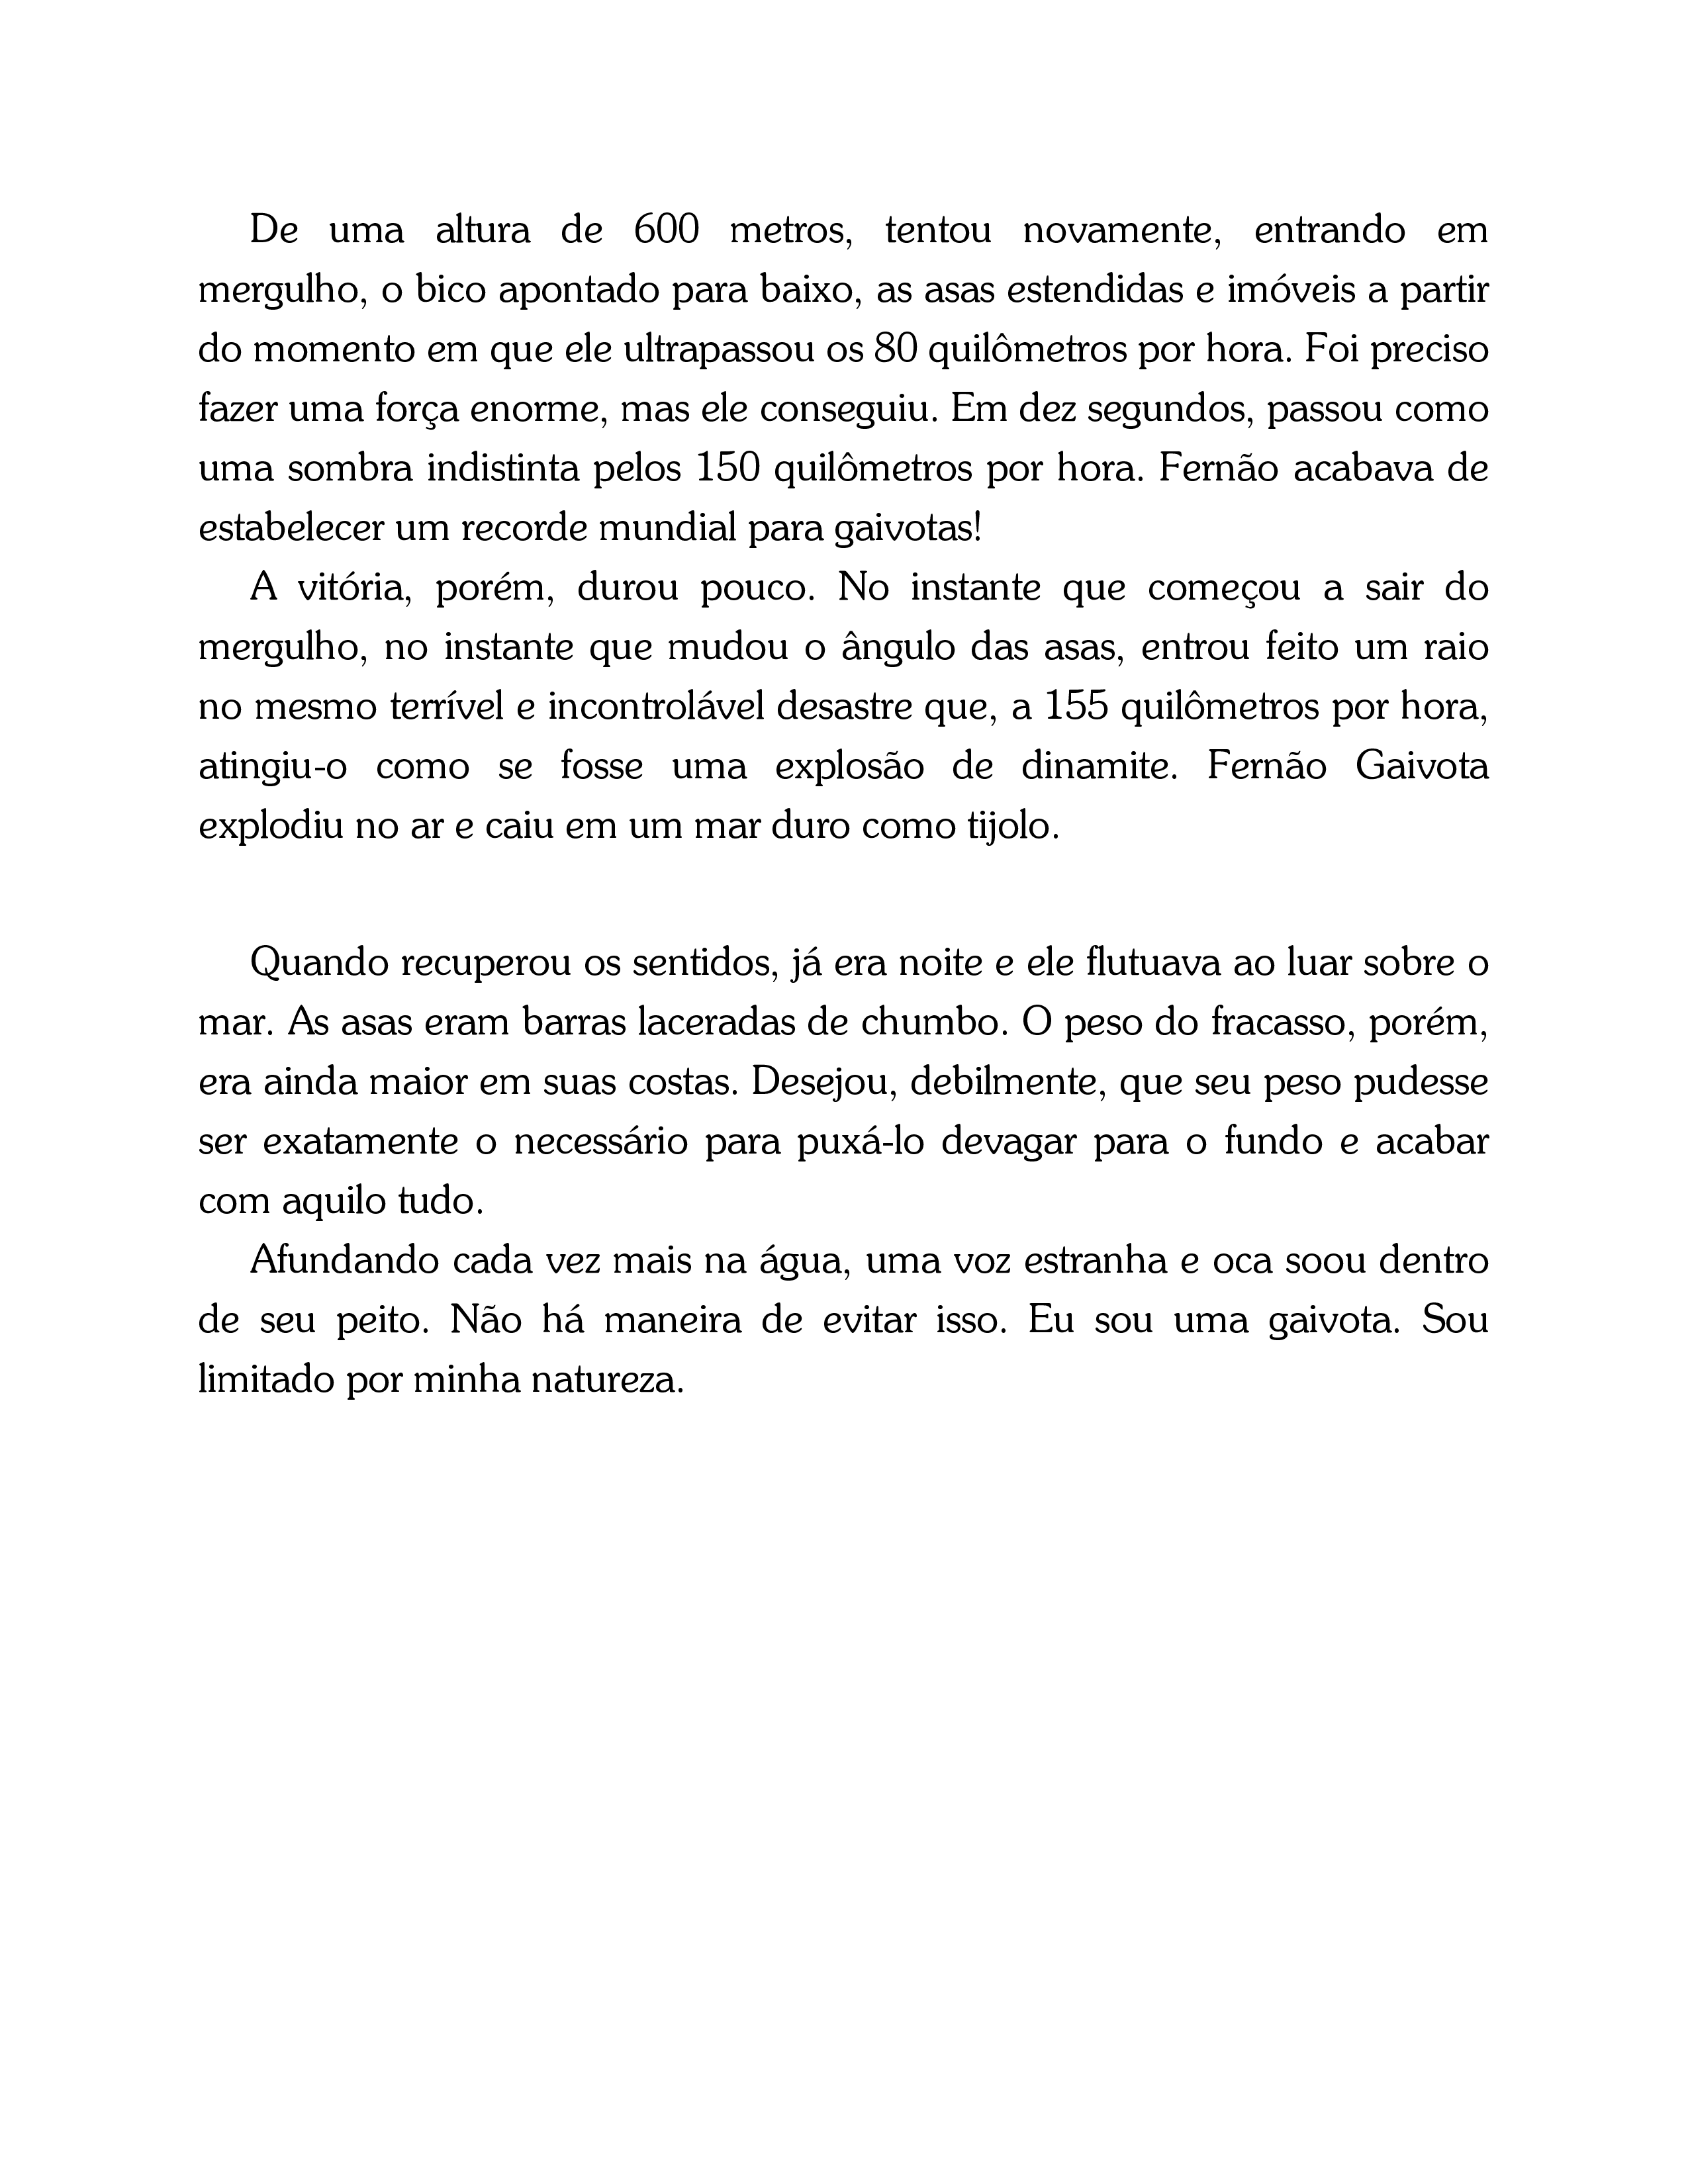 De uma altura de 600 metros, tentou novamente, entrando em
mergulho, o bico apontado para baixo, as asas estendidas e imóveis a partir
do momento em que ele ultrapassou os 80 quilômetros por hora. Foi preciso
fazer uma força enorme, mas ele conseguiu. Em dez segundos, passou como
uma sombra indistinta pelos 150 quilômetros por hora. Fernão acabava de
estabelecer um recorde mundial para gaivotas!
A vitória, porém, durou pouco. No instante que começou a sair do
mergulho, no instante que mudou o ângulo das asas, entrou feito um raio
no mesmo terrível e incontrolável desastre que, a 155 quilômetros por hora,
atingiu-o como se fosse uma explosão de dinamite. Fernão Gaivota
explodiu no ar e caiu em um mar duro como tijolo.
Quando recuperou os sentidos, já era noite e ele flutuava ao luar sobre o
mar. As asas eram barras laceradas de chumbo. O peso do fracasso, porém,
era ainda maior em suas costas. Desejou, debilmente, que seu peso pudesse
ser exatamente o necessário para puxá-lo devagar para o fundo e acabar
com aquilo tudo.
Afundando cada vez mais na água, uma voz estranha e oca soou dentro
de seu peito. Não há maneira de evitar isso. Eu sou uma gaivota. Sou
limitado por minha natureza.